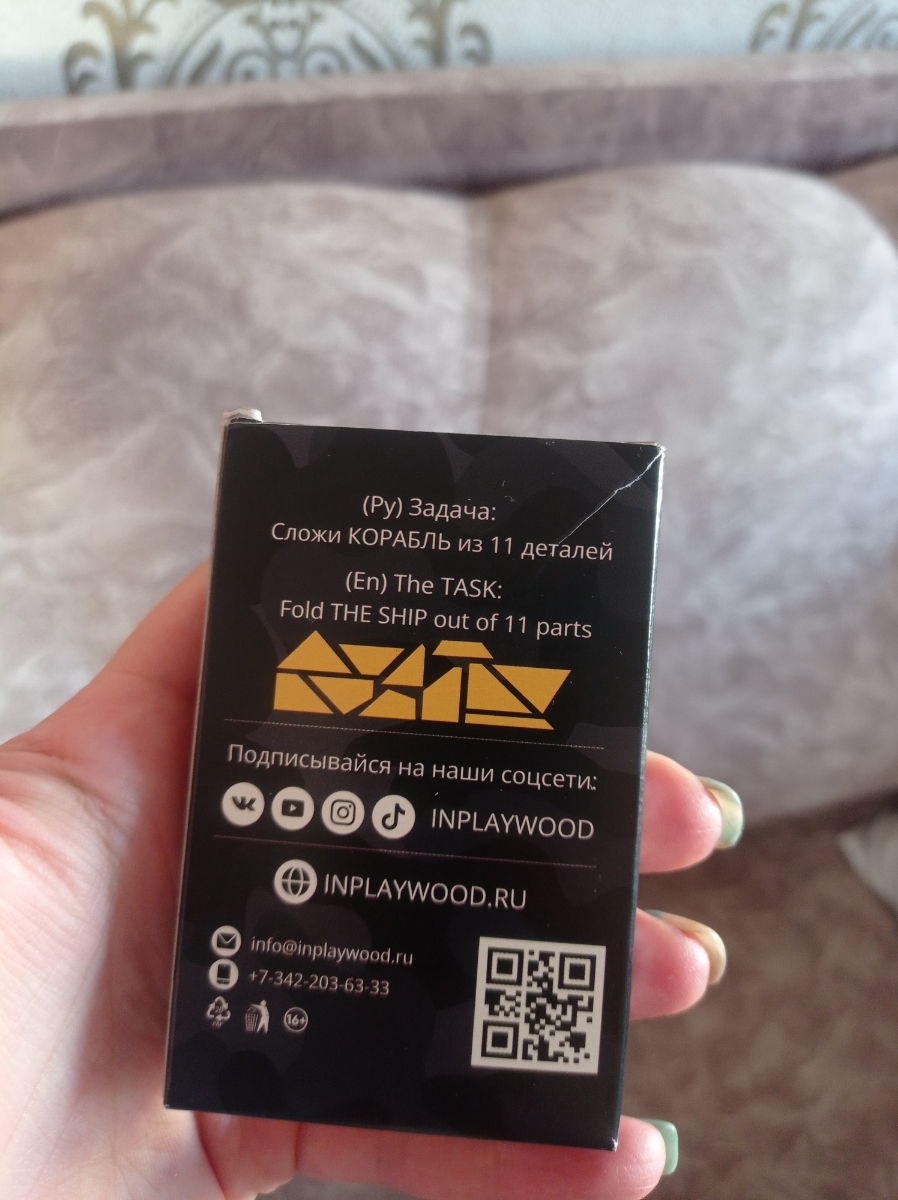 (Ру) Задача:
Сложи КОРАБЛЬ из 11 деталей
(En) The TASK:
Fold THE SHIP out of 11 parts
Подписывайся на наши соцсети:
INPLAYWOOD
INPLAYWOOD.RU
info@inplaywood.ru
+7-342-203-63-33
16+